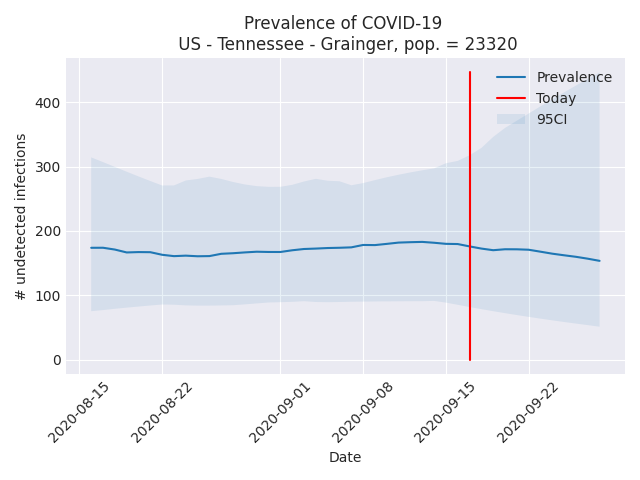 Prevalence of COVID-19
US - Tennessee - Grainger, pop. = 23320
Prevalence
Today
95CI
# undetected infections
400
300
200
100
0
2020-08-15
2020-08-22
2020-09-01
2020-09-08
2020-09-15
2020-09-22
Date